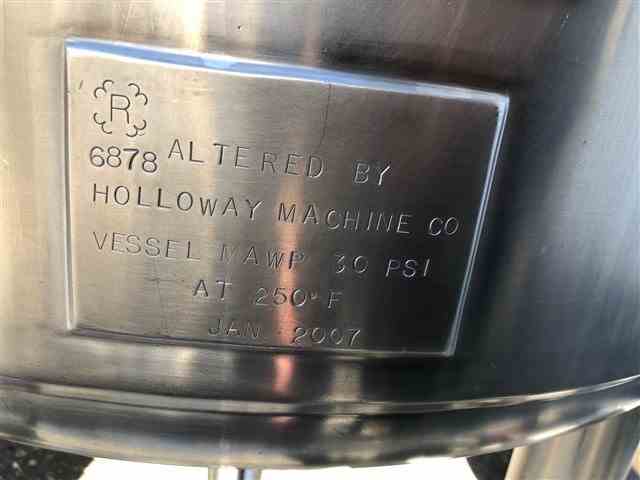 R
6878 ALTERED BY
HOLLOWAY MACHINE CO
VESSEL MAWP 30 PSI
AT 250°F
JAN 2007